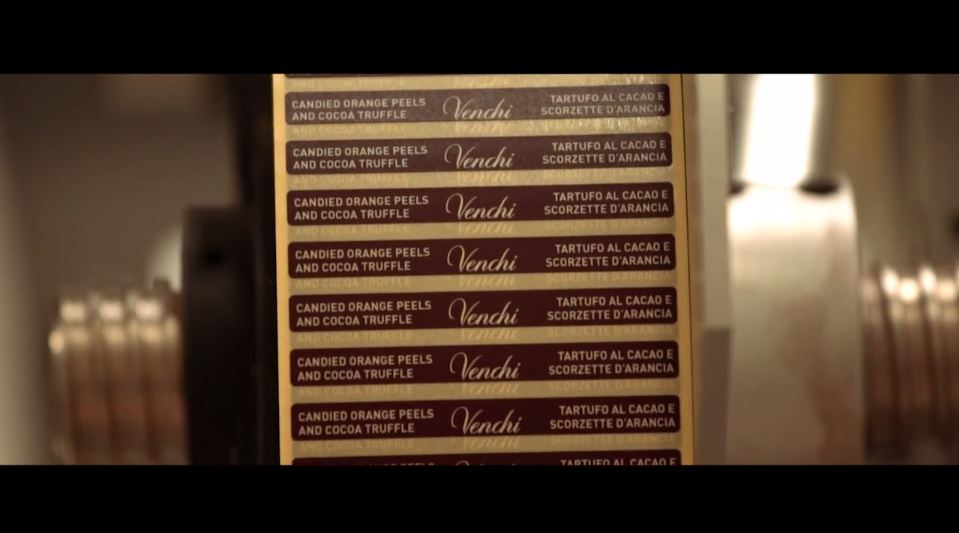 CANDIED ORANGE PEELS
AND COCOA TRUFFLE
Venchi
TARTUFO AL CACAO E
SCORZETTE D'ARANCIA
CANDIED ORANGE PEELS
AND COCOA TRUFFLE
Venchi
TARTUFO AL CACAO E
SCORZETTE D'ARANCIA
CANDIED ORANGE PEELS
AND COCOA TRUFFLE
Venchi
TARTUFO AL CACAO E
SCORZETTE D'ARANCIA
CANDIED ORANGE PEELS
AND COCOA TRUFFLE
Venchi
TARTUFO AL CACAO E
SCORZETTE D'ARANCIA
CANDIED ORANGE PEELS
AND COCOA TRUFFLE
Venchi
TARTUFO AL CACAO E
SCORZETTE D'ARANCIA
CANDIED ORANGE PEELS
AND COCOA TRUFFLE
Venchi
TARTUFO AL CACAO E
SCORZETTE D'ARANCIA
CANDIED ORANGE PEELS
AND COCOA TRUFFLE
Venchi
TARTUFO AL CACAO E
SCORZETTE D'ARANCIA
ORANGE PEELS
TARTUFO AL CACAO E